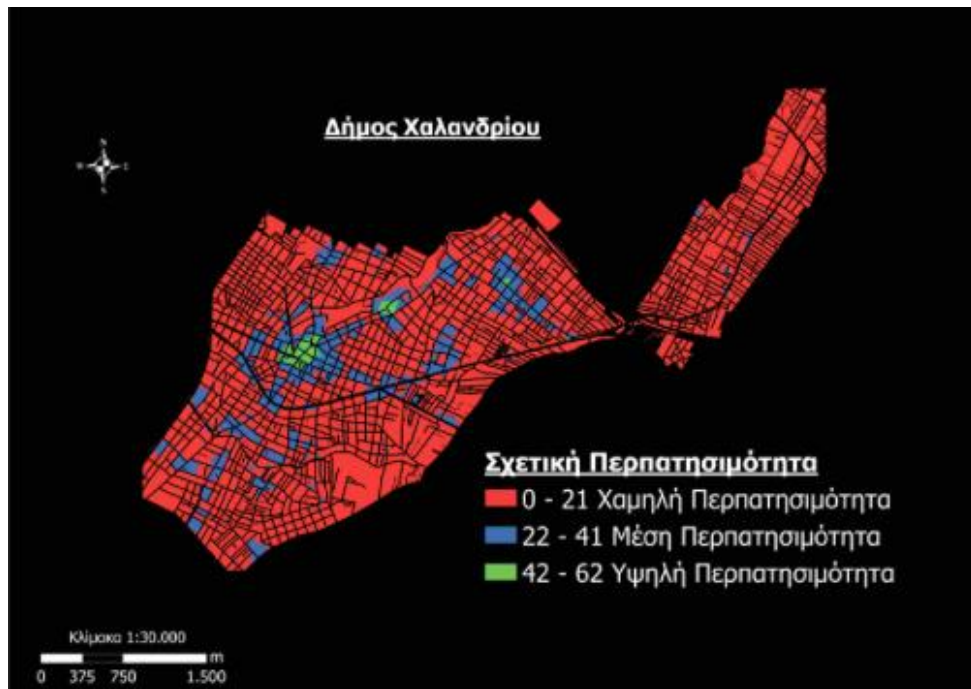 Δήμος Χαλανδρίου
N
W E
S
Σχετική Περπατησιμότητα
0 - 21 Χαμηλή Περπατησιμότητα
22 - 41 Μέση Περπατησιμότητα
42 - 62 Υψηλή Περπατησιμότητα
Κλίμακα 1:30.000
m
0 375 750 1.500